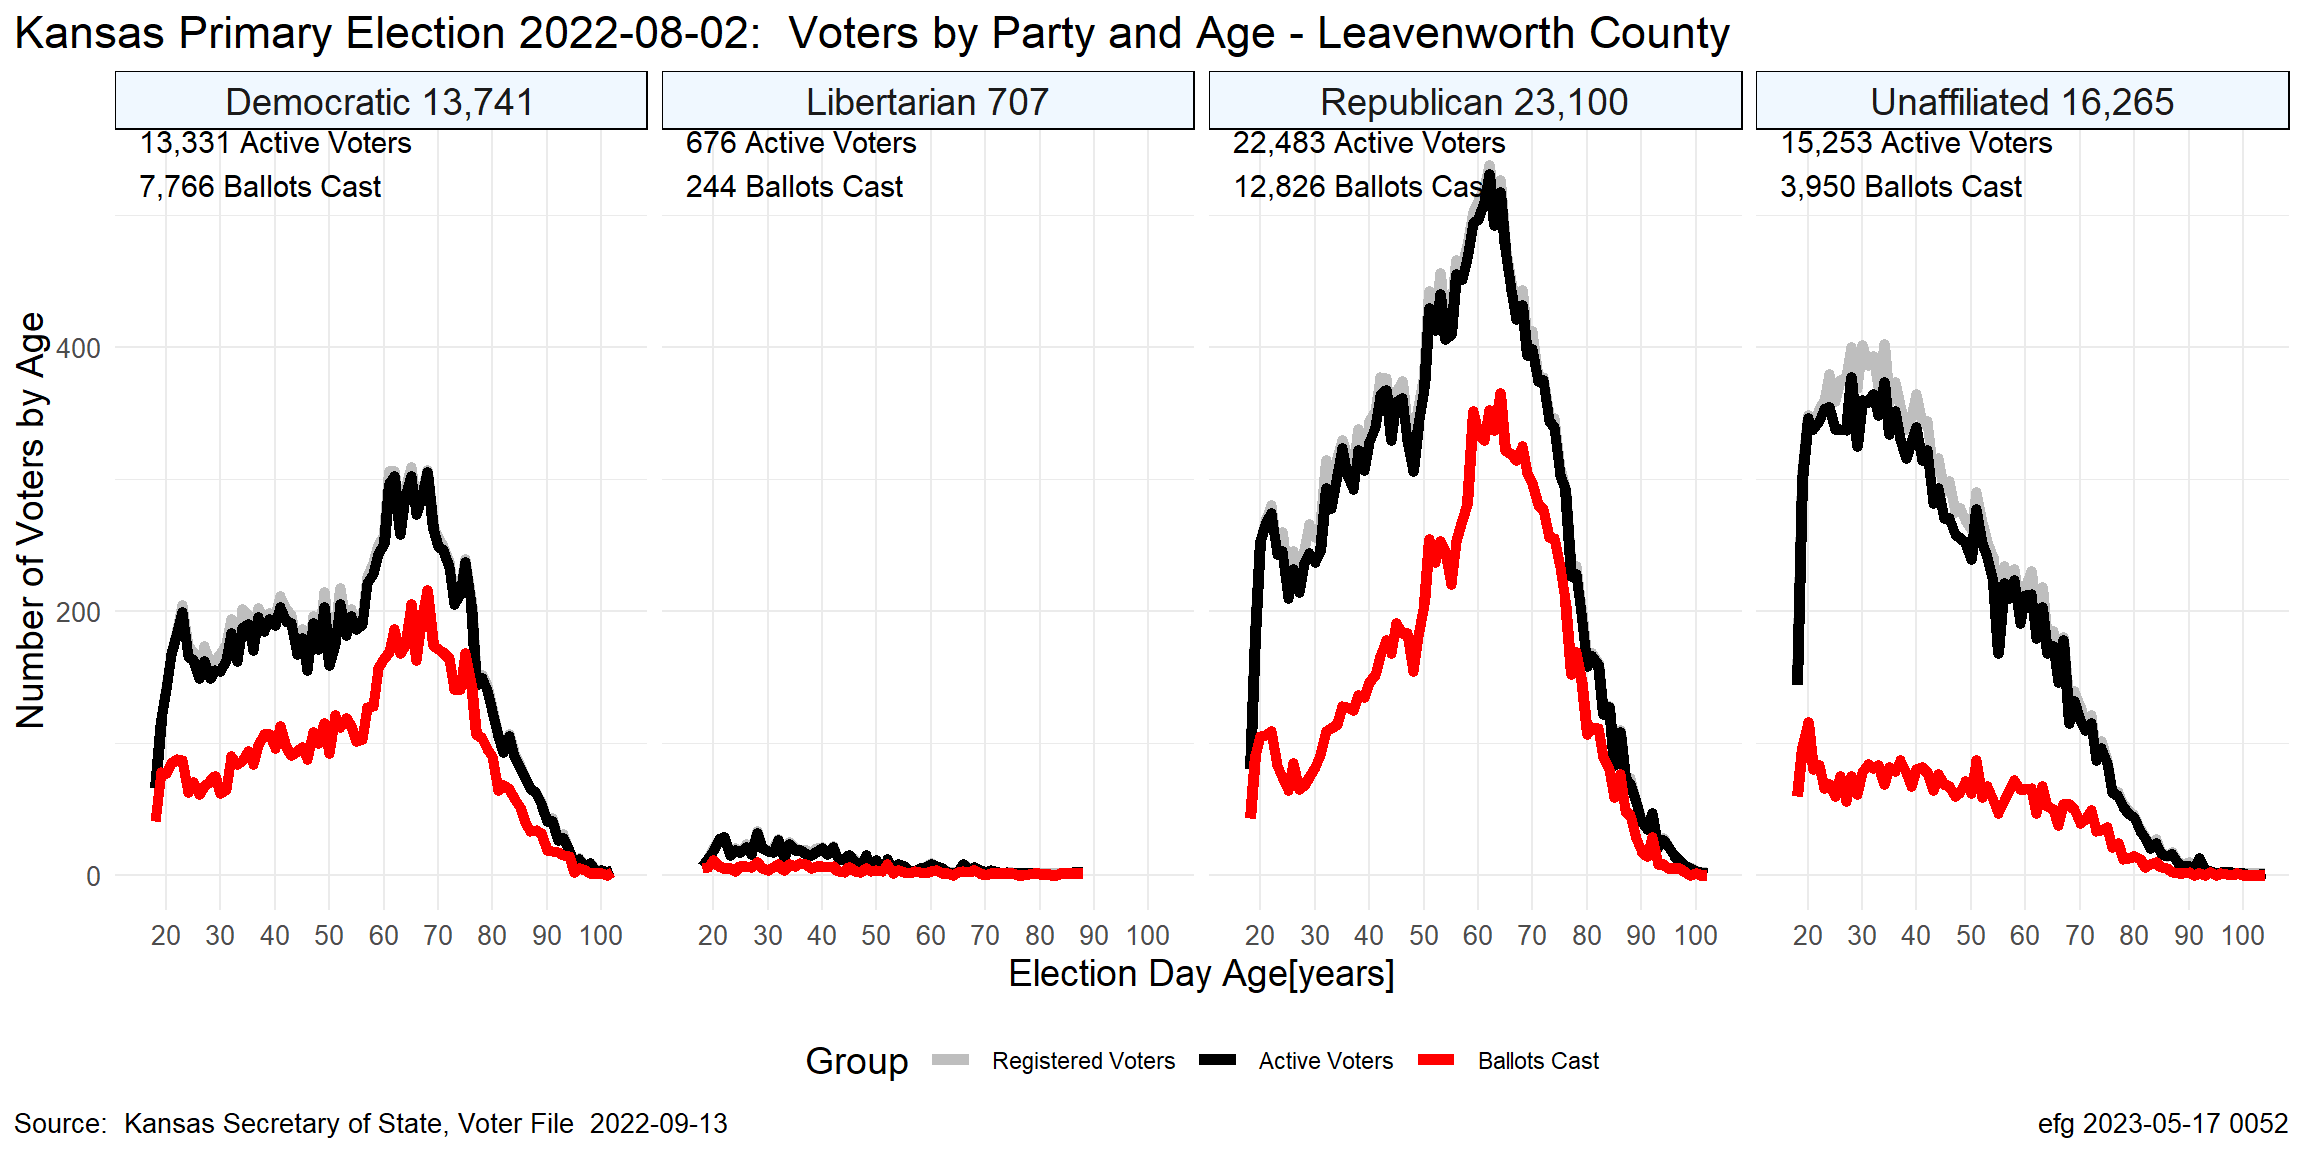 Kansas Primary Election 2022-08-02:  Voters by Party and Age - Leavenworth County
Democratic 13,741
Libertarian 707
Republican 23,100
Unaffiliated 16,265
13,331 Active Voters
7,766 Ballots Cast
676 Active Voters
244 Ballots Cast
22,483 Active Voters
12,826 Ballots Cast
15,253 Active Voters
3,950 Ballots Cast
Number of Voters by Age
400
200
0
20 30 40 50 60 70 80 90 100
20 30 40 50 60 70 80 90 100
20 30 40 50 60 70 80 90 100
20 30 40 50 60 70 80 90 100
Election Day Age[years]
Group Registered Voters Active Voters Ballots Cast
Source:  Kansas Secretary of State, Voter File  2022-09-13
efg 2023-05-17 0052